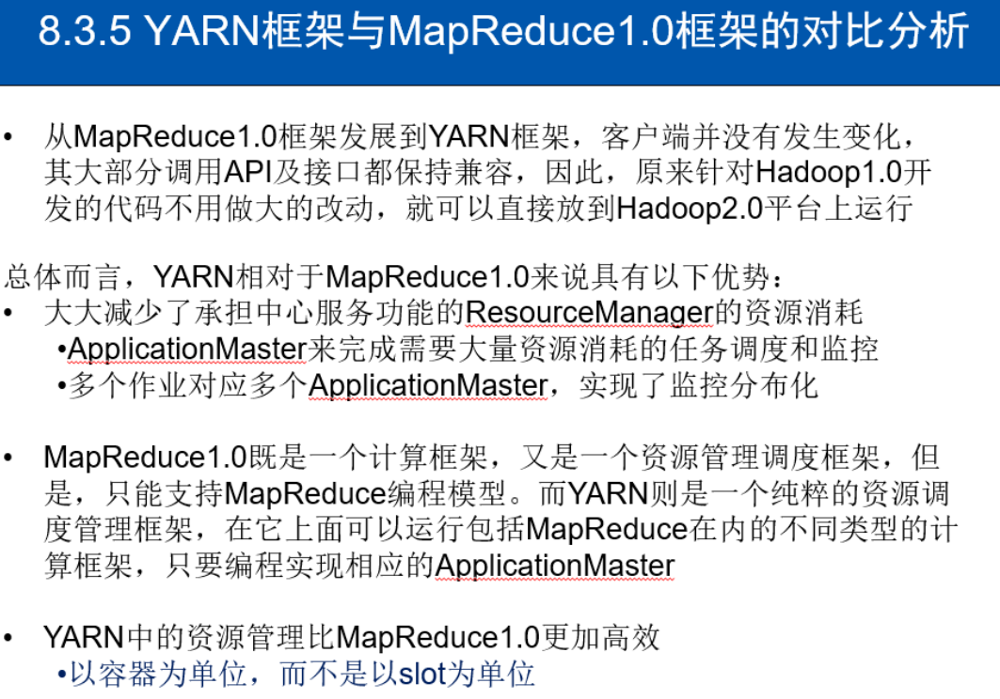 8.3.5 YARN框架与MapReduce1.0框架的对比分析
• 从MapReduce1.0框架发展到YARN框架，客户端并没有发生变化，
其大部分调用API及接口都保持兼容，因此，原来针对Hadoop1.0开
发的代码不用做大的改动，就可以直接放到Hadoop2.0平台上运行
总体而言，YARN相对于MapReduce1.0来说具有以下优势：
• 大大减少了承担中心服务功能的ResourceManager的资源消耗
•ApplicationMaster来完成需要大量资源消耗的任务调度和监控
•多个作业对应多个ApplicationMaster，实现了监控分布化
• MapReduce1.0既是一个计算框架，又是一个资源管理调度框架，但
是，只能支持MapReduce编程模型。而YARN则是一个纯粹的资源调
度管理框架，在它上面可以运行包括MapReduce在内的不同类型的计
算框架，只要编程实现相应的ApplicationMaster
• YARN中的资源管理比MapReduce1.0更加高效
•以容器为单位，而不是以slot为单位